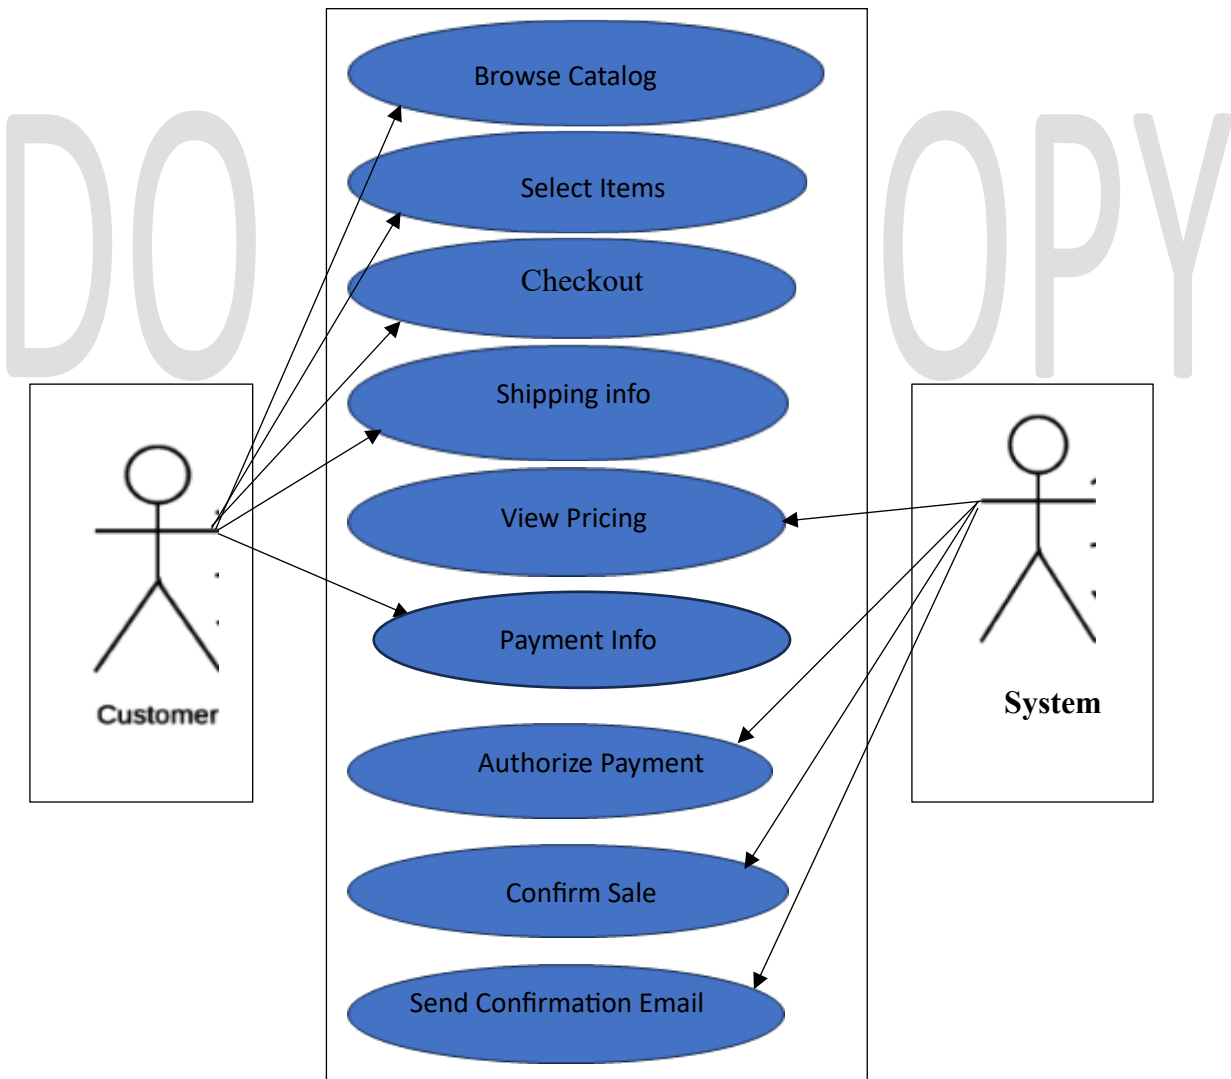 Browse Catalog
Select Items
Checkout
Shipping info
View Pricing
Payment Info
Authorize Payment
Confirm Sale
Send Confirmation Email
Customer
System
DO
OPY